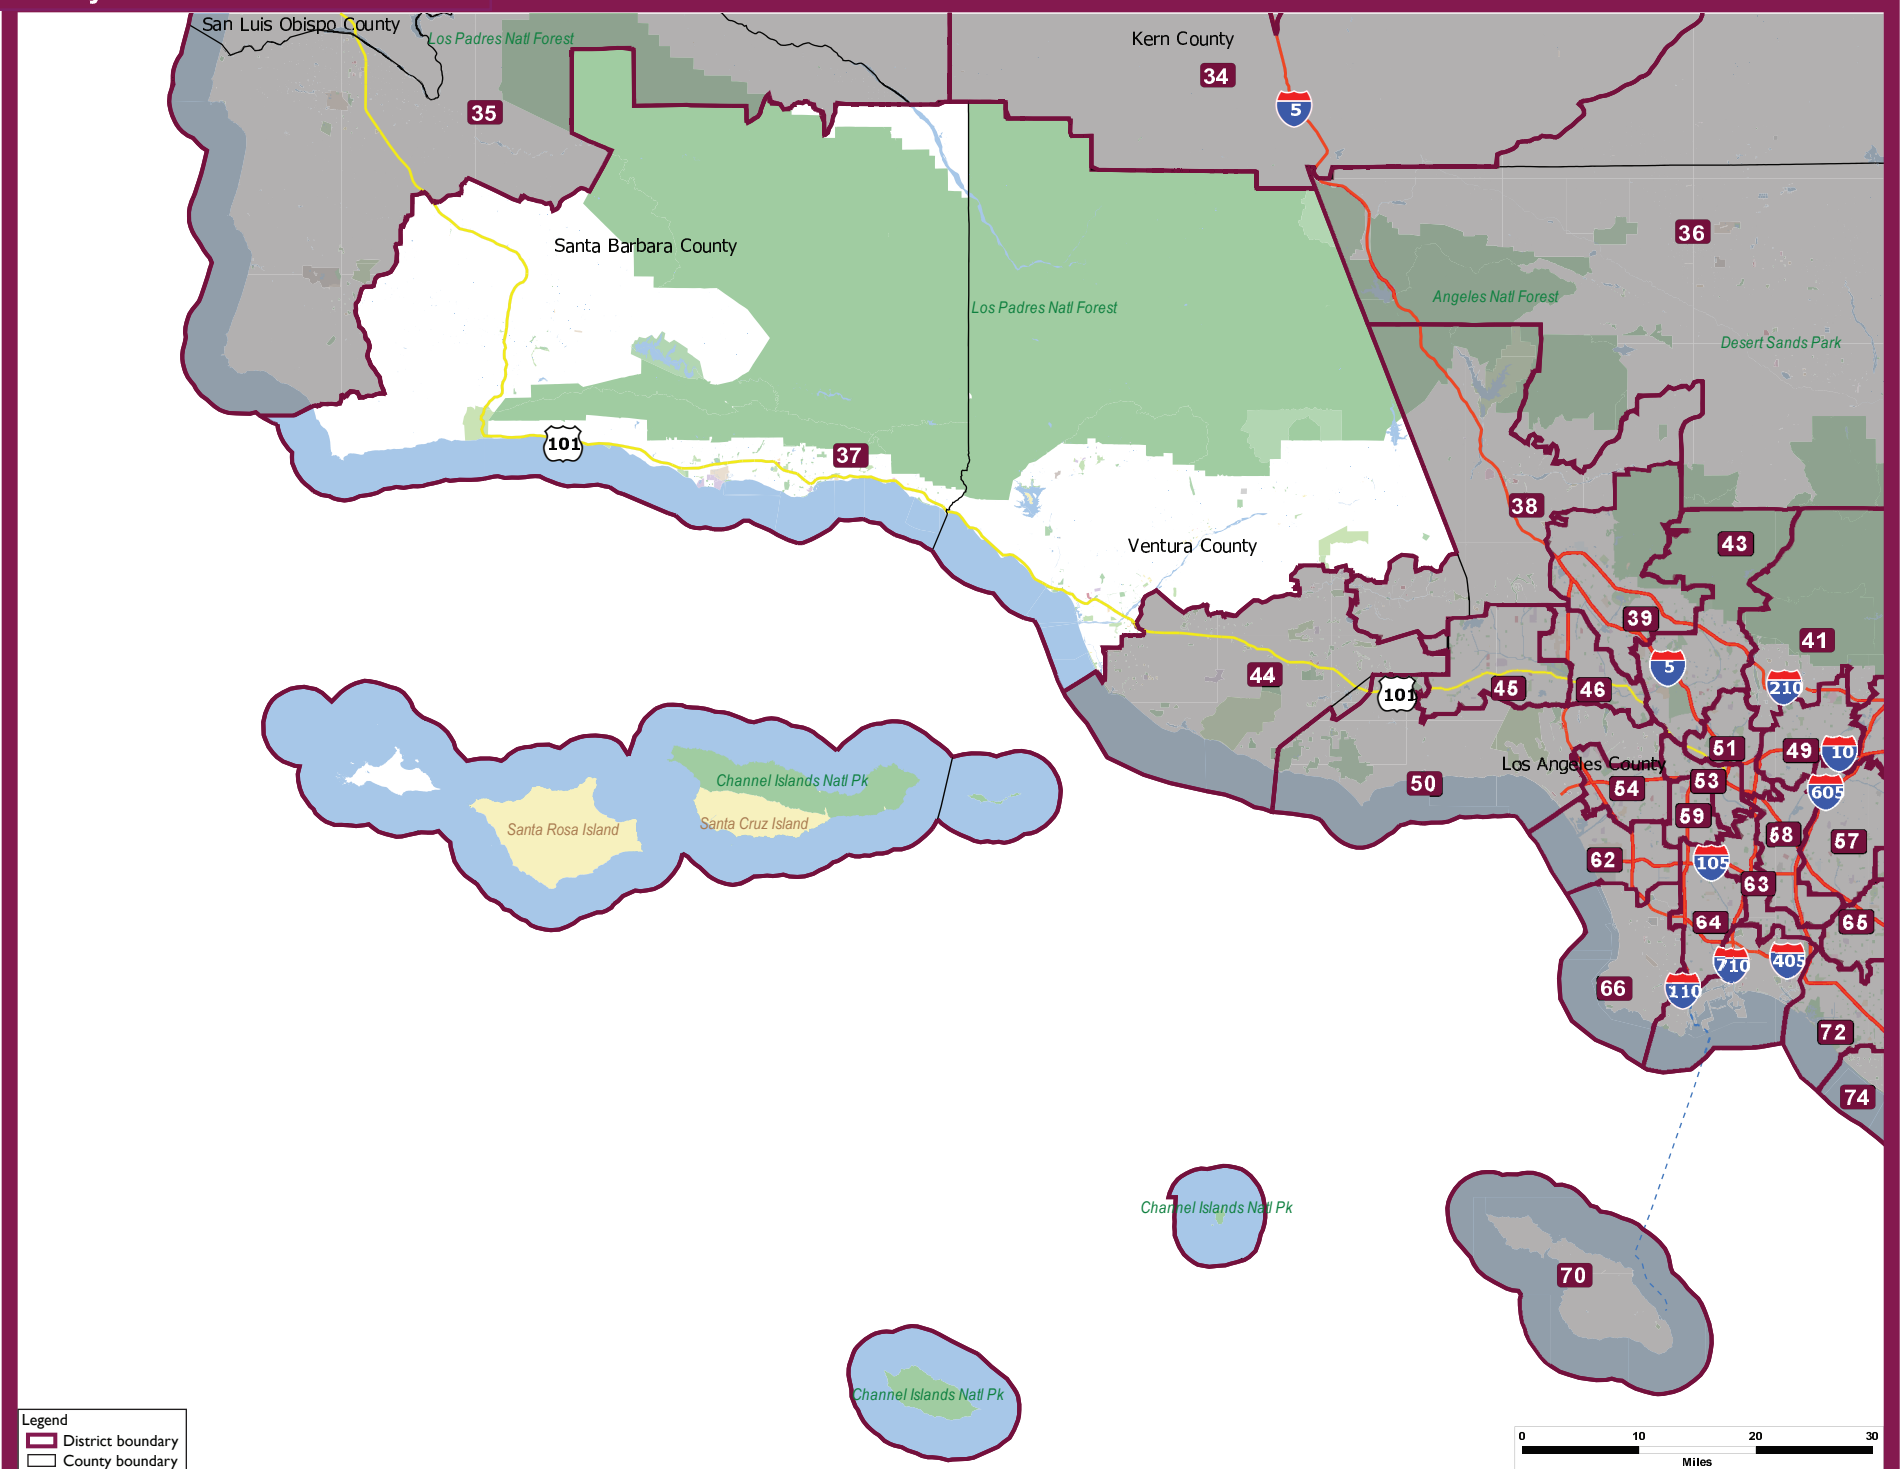 San Luis Obispo County
Los Padres Natl Forest
Kern County
34
5
35
36
Santa Barbara County
Los Padres Natl Forest
Angeles Natl Forest
Desert Sands Park
101
37
38
43
Ventura County
39
41
5
44
101
45
46
210
51
49
10
Los Angeles County
50
54
53
605
59
58
57
Channel Islands Natl Pk
Santa Rosa Island
Santa Cruz Island
62
105
63
64
65
710
405
66
110
72
74
Channel Islands Natl Pk
70
Channel Islands Natl Pk
Legend
District boundary
County boundary
0 10 20 30
Miles